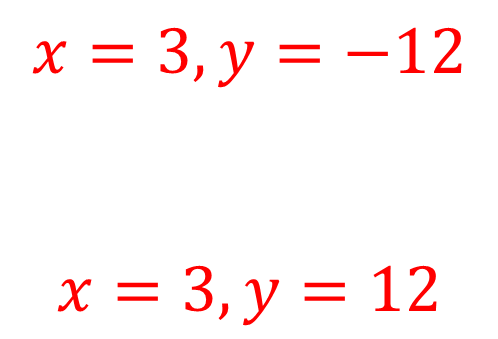 x = 3, y = −12
x = 3, y = 12